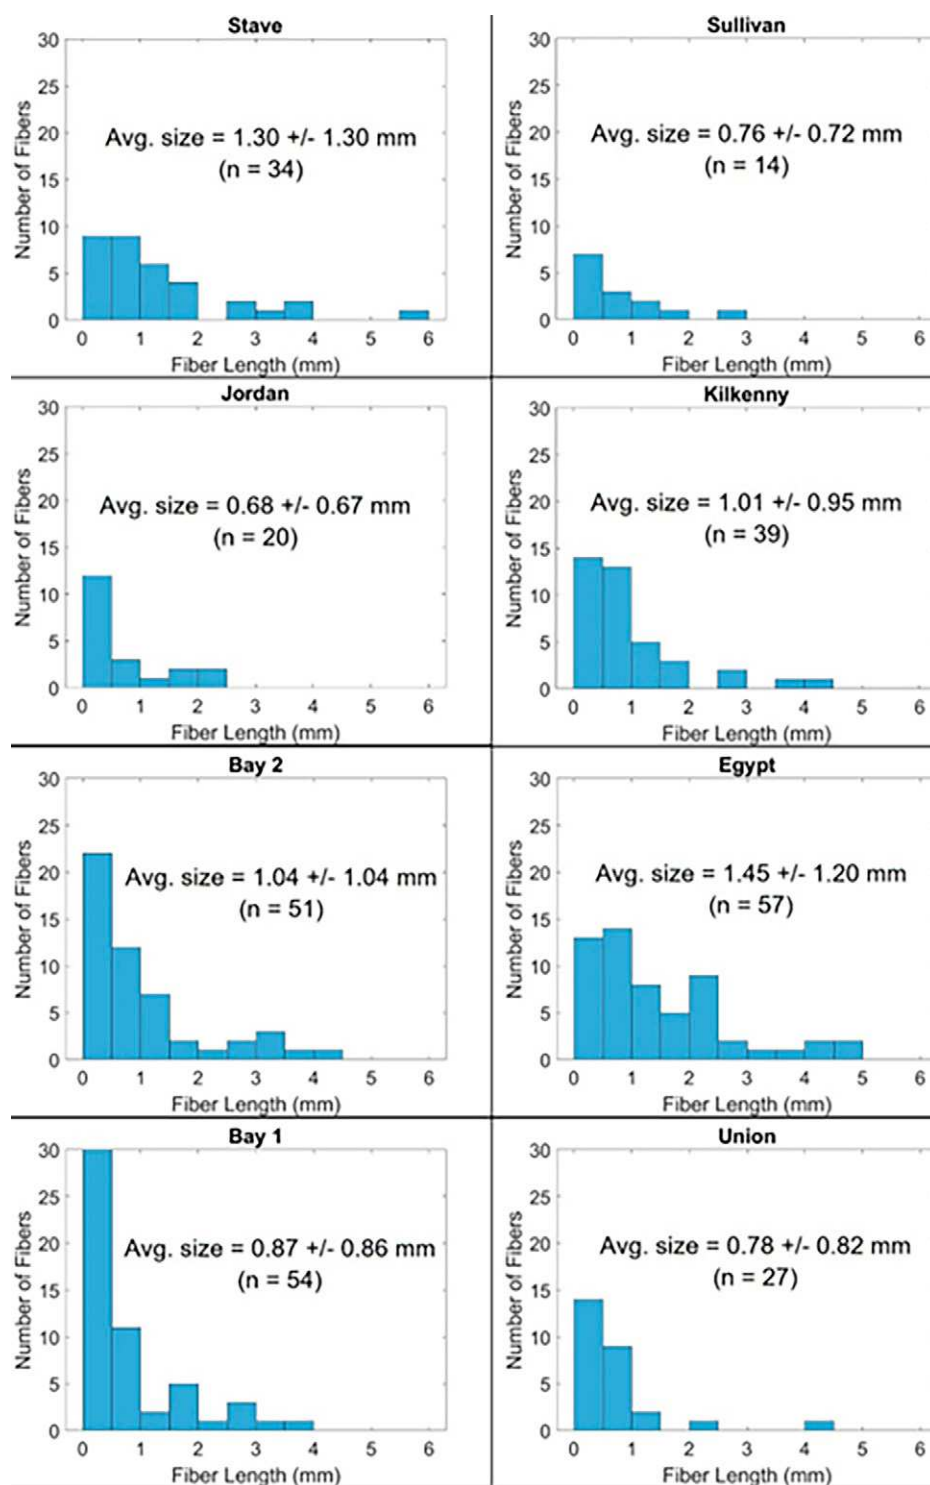 Stave
30
25
20
15
10
5
0
Number of Fibers
Avg. size = 1.30 +/- 1.30 mm
(n = 34)
0 1 2 3 4 5 6
Fiber Length (mm)
Sullivan
30
25
20
15
10
5
0
Number of Fibers
Avg. size = 0.76 +/- 0.72 mm
(n = 14)
0 1 2 3 4 5 6
Fiber Length (mm)
Jordan
30
25
20
15
10
5
0
Number of Fibers
Avg. size = 0.68 +/- 0.67 mm
(n = 20)
0 1 2 3 4 5 6
Fiber Length (mm)
Kilkenny
30
25
20
15
10
5
0
Number of Fibers
Avg. size = 1.01 +/- 0.95 mm
(n = 39)
0 1 2 3 4 5 6
Fiber Length (mm)
Bay 2
30
25
20
15
10
5
0
Number of Fibers
Avg. size = 1.04 +/- 1.04 mm
(n = 51)
0 1 2 3 4 5 6
Fiber Length (mm)
Egypt
30
25
20
15
10
5
0
Number of Fibers
Avg. size = 1.45 +/- 1.20 mm
(n = 57)
0 1 2 3 4 5 6
Fiber Length (mm)
Bay 1
30
25
20
15
10
5
0
Number of Fibers
Avg. size = 0.87 +/- 0.86 mm
(n = 54)
0 1 2 3 4 5 6
Fiber Length (mm)
Union
30
25
20
15
10
5
0
Number of Fibers
Avg. size = 0.78 +/- 0.82 mm
(n = 27)
0 1 2 3 4 5 6
Fiber Length (mm)